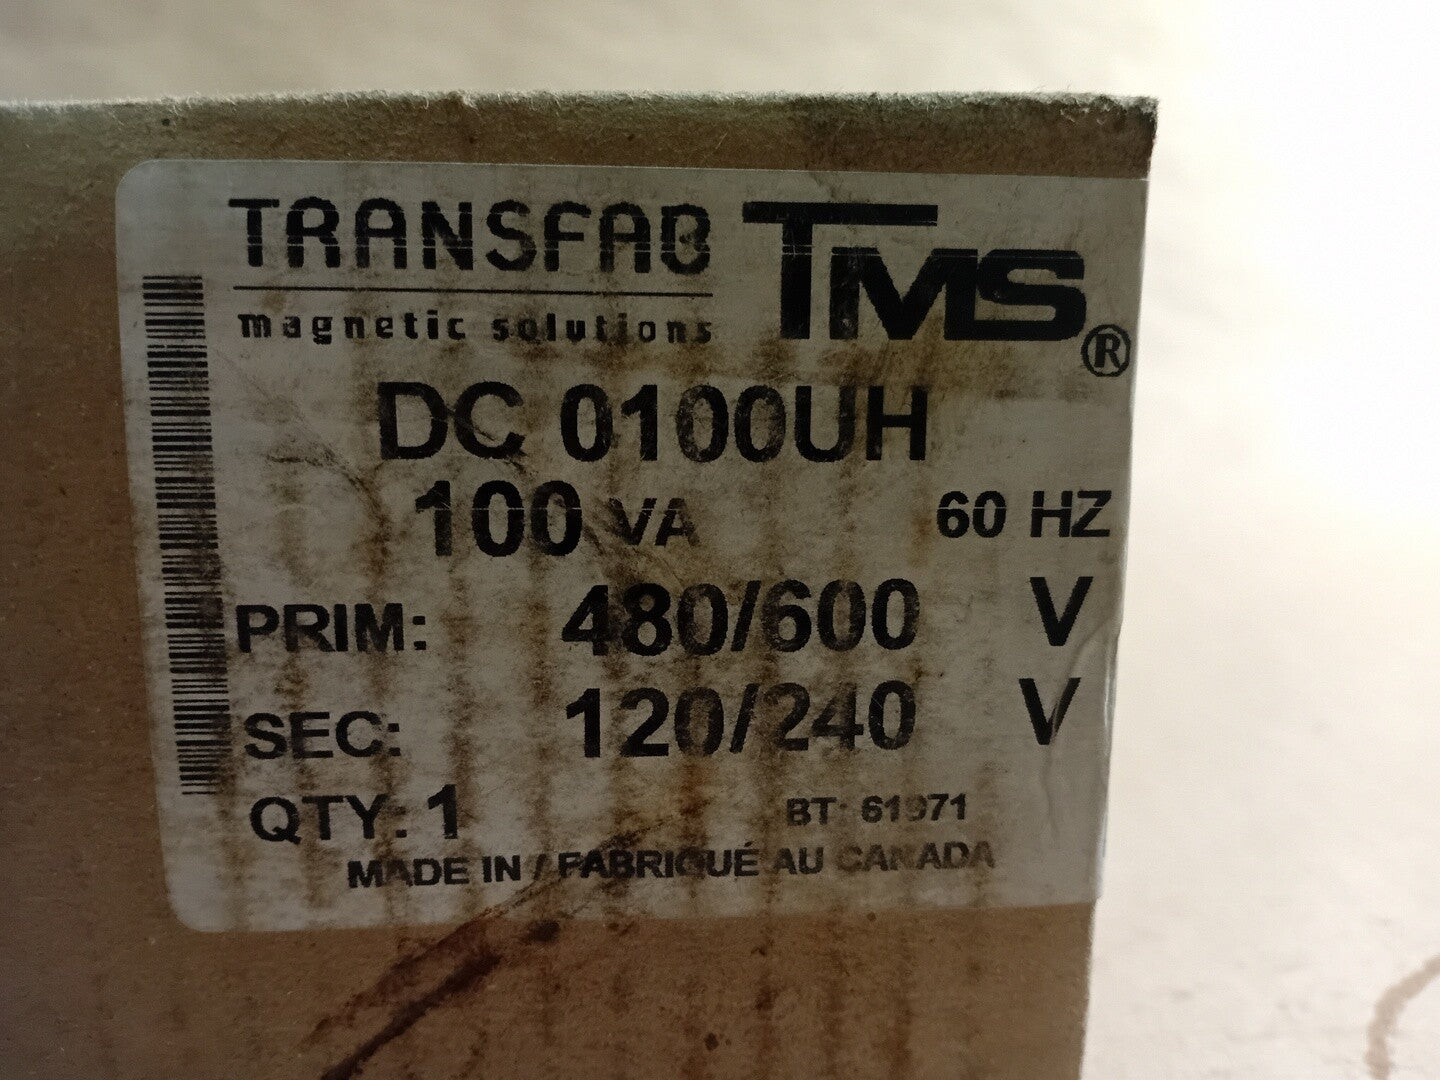 TRANSFAB TMS®
magnetic solutions
DC 0100UH
100 VA 60 HZ
PRIM: 480/600 V
SEC: 120/240 V
QTY: 1 BT: 61971
MADE IN / FABRIQUÉ AU CANADA